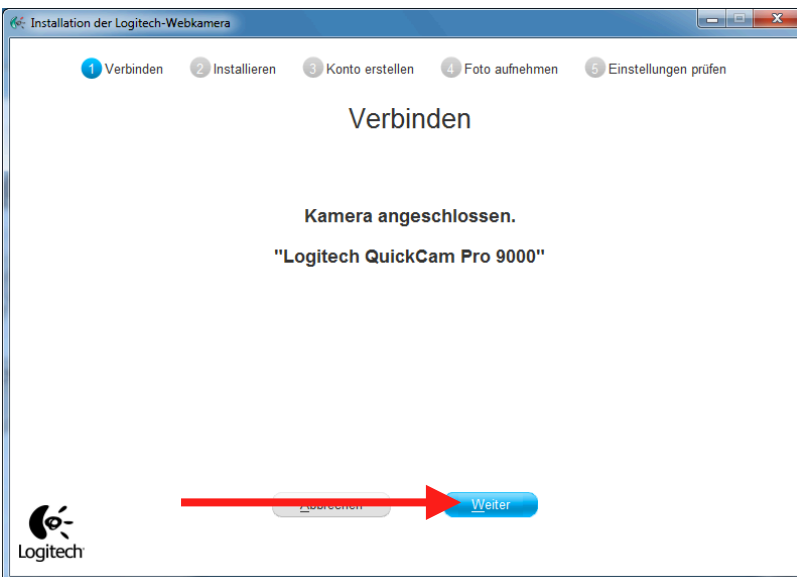 Installation der Logitech-Webkamera
1 Verbinden 2 Installieren 3 Konto erstellen 4 Foto aufnehmen 5 Einstellungen prüfen
Verbinden
Kamera angeschlossen.
"Logitech QuickCam Pro 9000"
Abbrechen Weiter
Logitech